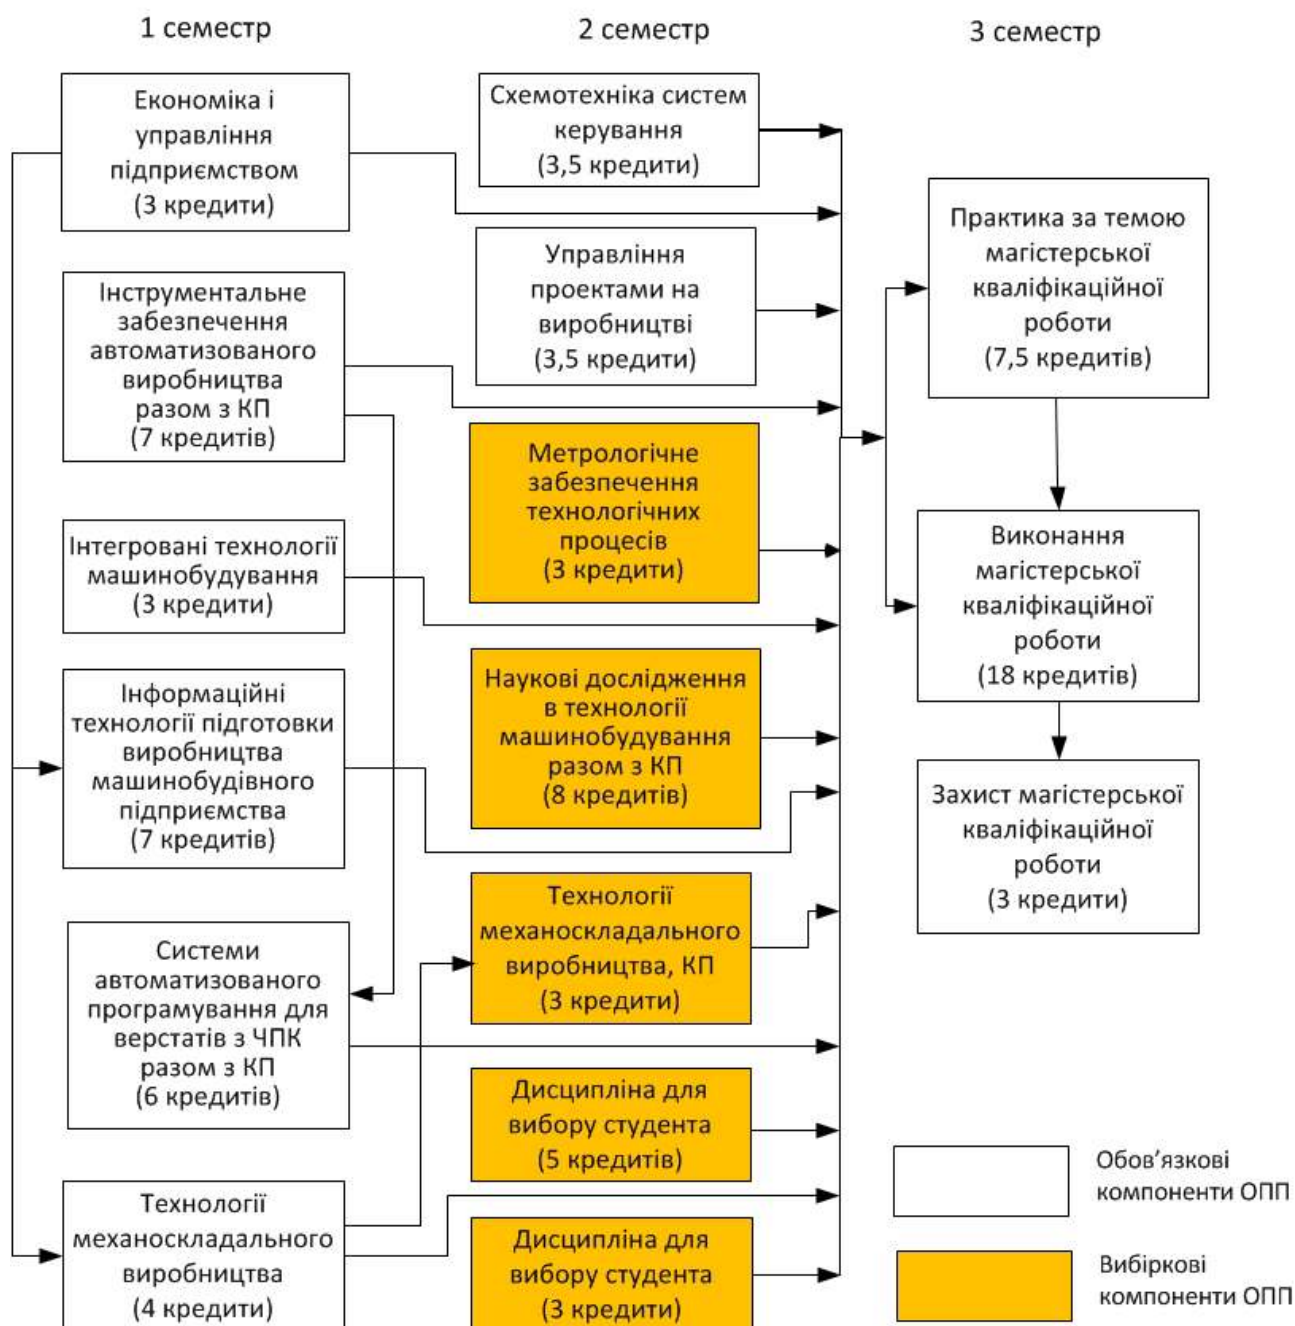 1 семестр
2 семестр
3 семестр
Економіка і
управління
підприємством
(3 кредити)
Інструментальне
забезпечення
автоматизованого
виробництва
разом з КП
(7 кредитів)
Інтегровані технології
машинобудування
(3 кредити)
Інформаційні
технології підготовки
виробництва
машинобудівного
підприємства
(7 кредитів)
Системи
автоматизованого
програмування для
верстатів з ЧПК
разом з КП
(6 кредитів)
Технології
механоскладального
виробництва
(4 кредити)
Схемотехніка систем
керування
(3,5 кредити)
Управління
проектами на
виробництві
(3,5 кредити)
Метрологічне
забезпечення
технологічних
процесів
(3 кредити)
Наукові дослідження
в технології
машинобудування
разом з КП
(8 кредитів)
Технології
механоскладального
виробництва, КП
(3 кредити)
Дисципліна для
вибору студента
(5 кредитів)
Дисципліна для
вибору студента
(3 кредити)
Практика за темою
магістерської
кваліфікаційної
роботи
(7,5 кредитів)
Виконання
магістерської
кваліфікаційної
роботи
(18 кредитів)
Захист магістерської
кваліфікаційної
роботи
(3 кредити)
Обов’язкові
компоненти ОПП
Вибіркові
компоненти ОПП